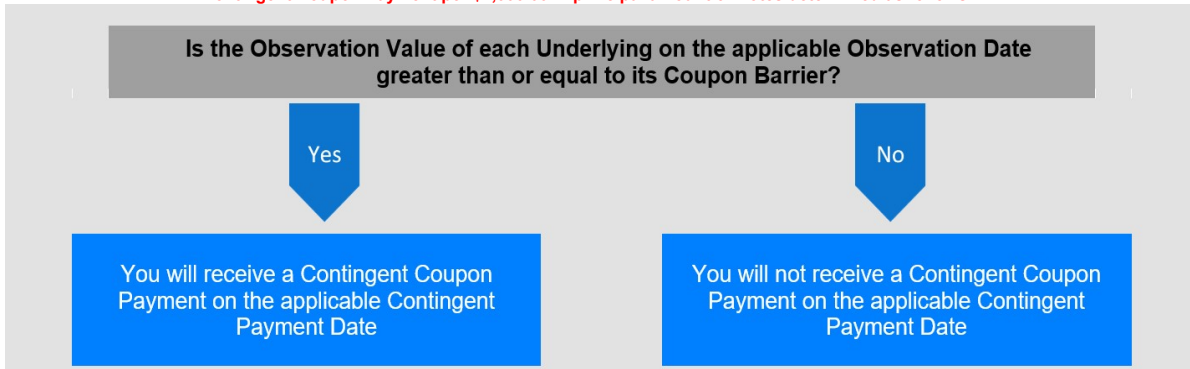 Is the Observation Value of each Underlying on the applicable Observation Date
greater than or equal to its Coupon Barrier?
Yes
No
You will receive a Contingent Coupon
Payment on the applicable Contingent
Payment Date
You will not receive a Contingent Coupon
Payment on the applicable Contingent
Payment Date